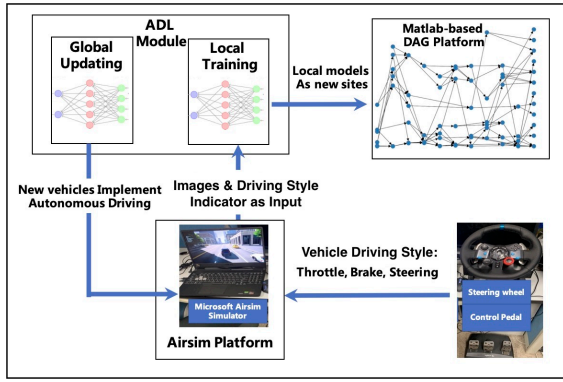 ADL
Module
Global
Updating
Local
Training
Matlab-based
DAG Platform
Local models
As new sites
New vehicles Implement
Autonomous Driving
Images & Driving Style
Indicator as Input
Vehicle Driving Style:
Throttle, Brake, Steering
Microsoft Airsim
Simulator
Airsim Platform
Steering wheel
Control Pedal